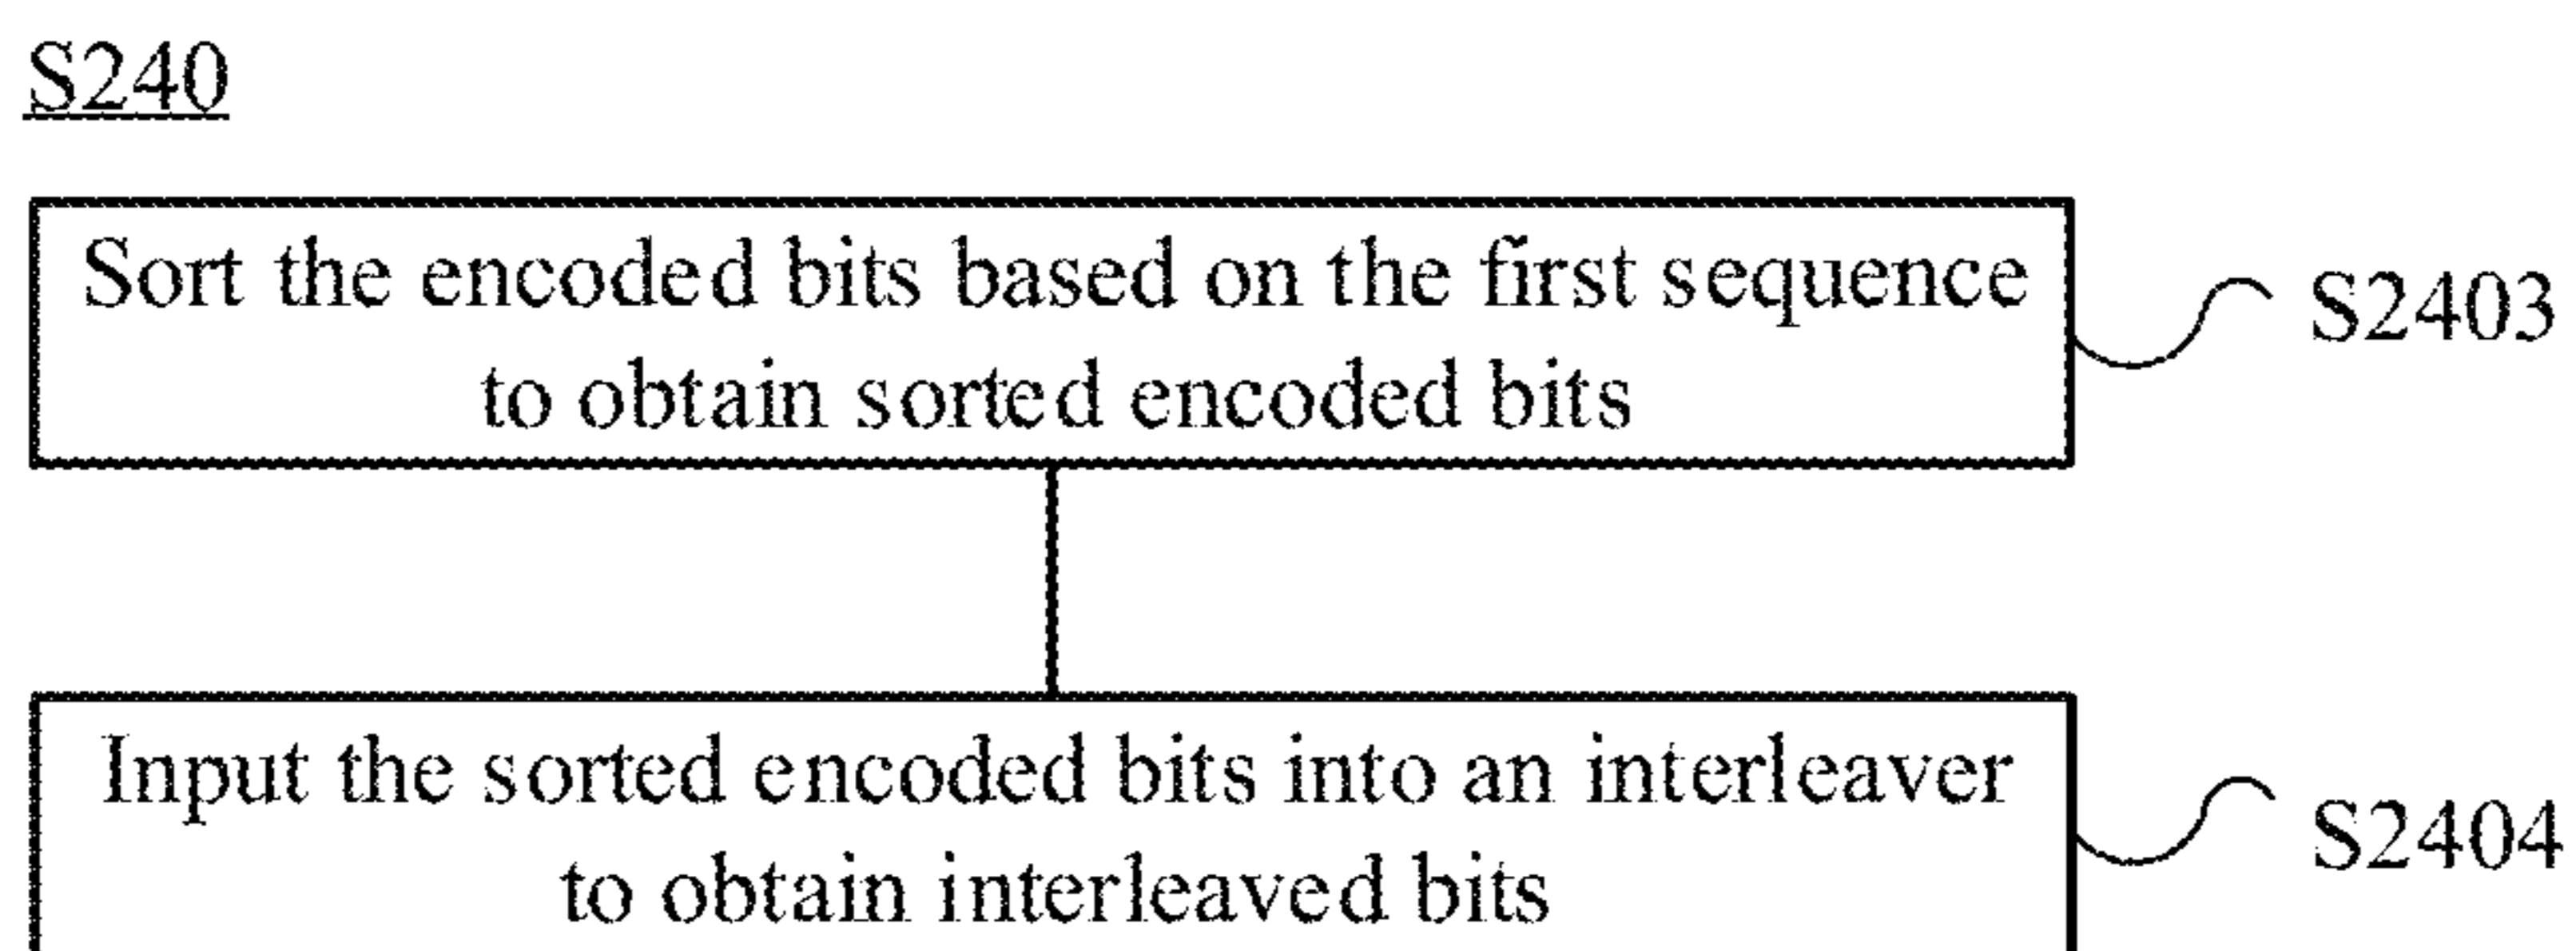 S240
Sort the encoded bits based on the first sequence
to obtain sorted encoded bits
S2403
Input the sorted encoded bits into an interleaver
to obtain interleaved bits
S2404